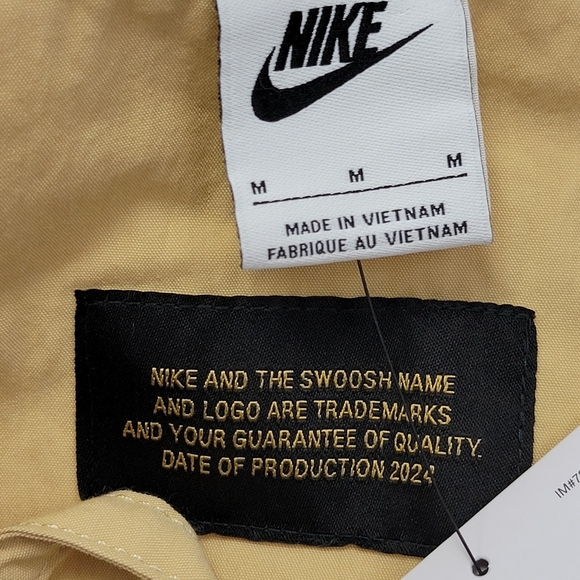 NIKE
M M M
MADE IN VIETNAM
FABRIQUE AU VIETNAM
NIKE AND THE SWOOSH NAME
AND LOGO ARE TRADEMARKS
AND YOUR GUARANTEE OF QUALITY.
DATE OF PRODUCTION 2024